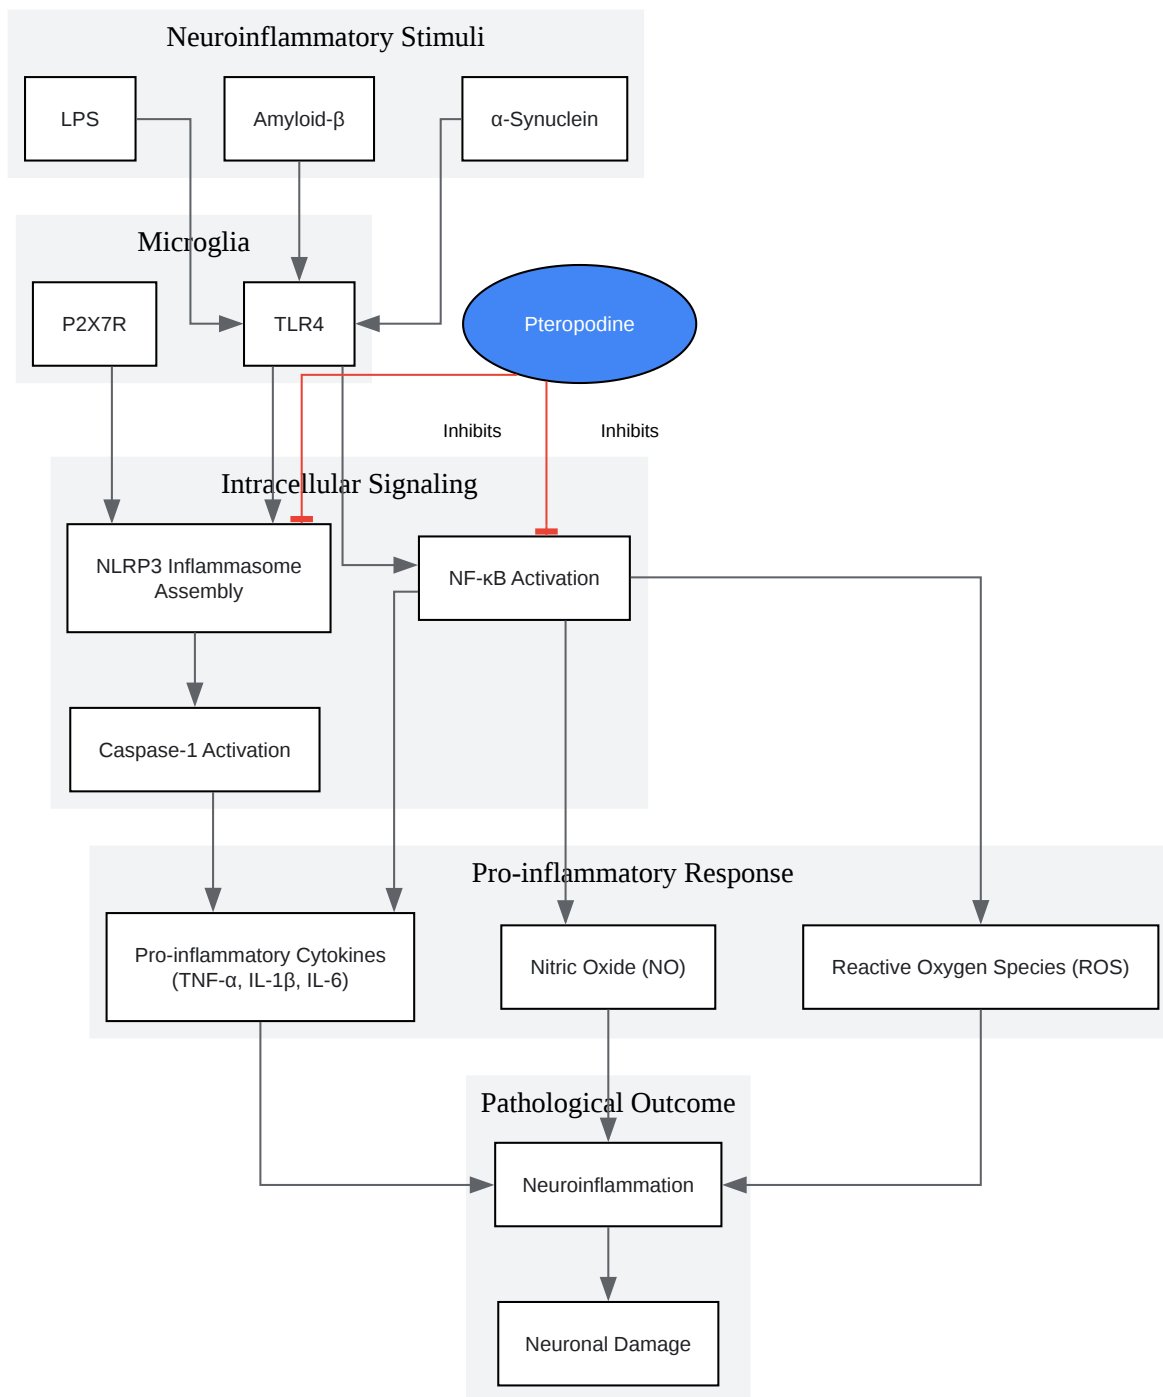 Neuroinflammatory Stimuli
LPS
Amyloid-β
α-Synuclein
Microglia
P2X7R
TLR4
Pteropodine
Inhibits
Inhibits
Intracellular Signaling
NLRP3 Inflammasome
Assembly
NF-κB Activation
Caspase-1 Activation
Pro-inflammatory Response
Pro-inflammatory Cytokines
(TNF-α, IL-1β, IL-6)
Nitric Oxide (NO)
Reactive Oxygen Species (ROS)
Pathological Outcome
Neuroinflammation
Neuronal Damage